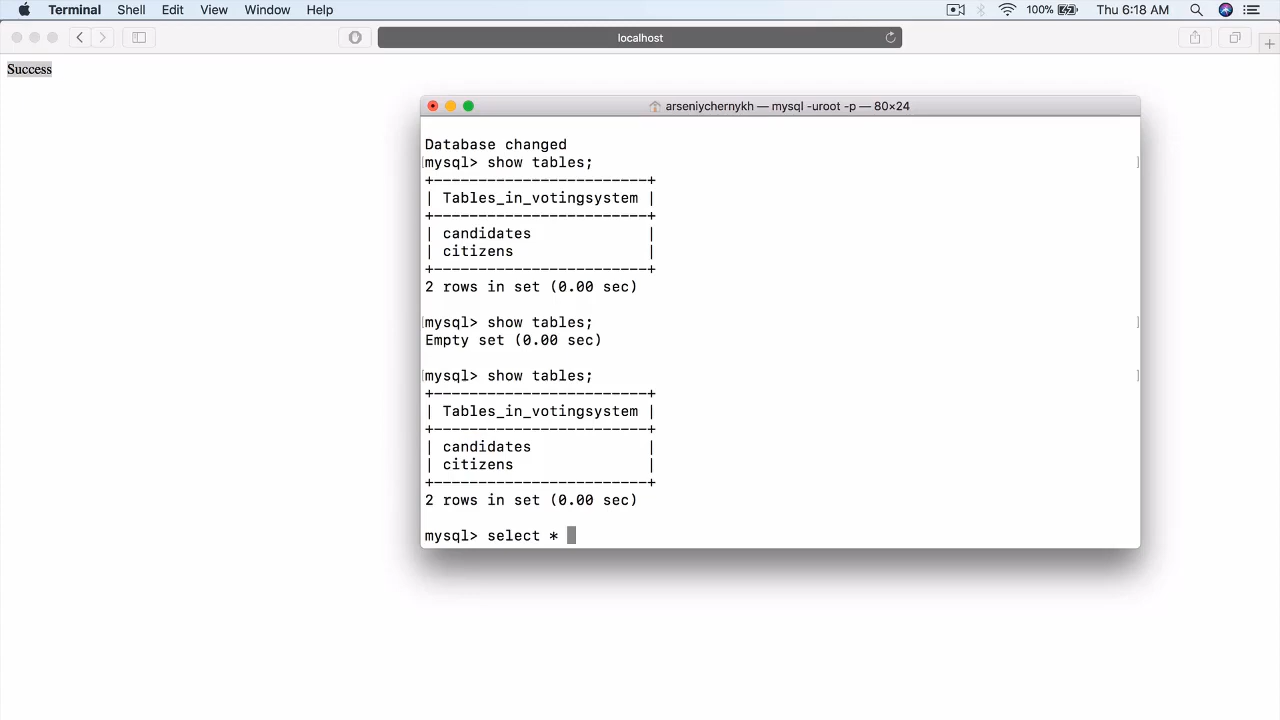 Terminal Shell Edit View Window Help 100% Thu 6:18 AM
localhost
Success
arseniychernykh — mysql -uroot -p — 80×24
Database changed
mysql> show tables;
+------------------------+
| Tables_in_votingsystem |
+------------------------+
| candidates             |
| citizens               |
+------------------------+
2 rows in set (0.00 sec)
mysql> show tables;
Empty set (0.00 sec)
mysql> show tables;
+------------------------+
| Tables_in_votingsystem |
+------------------------+
| candidates             |
| citizens               |
+------------------------+
2 rows in set (0.00 sec)
mysql> select *